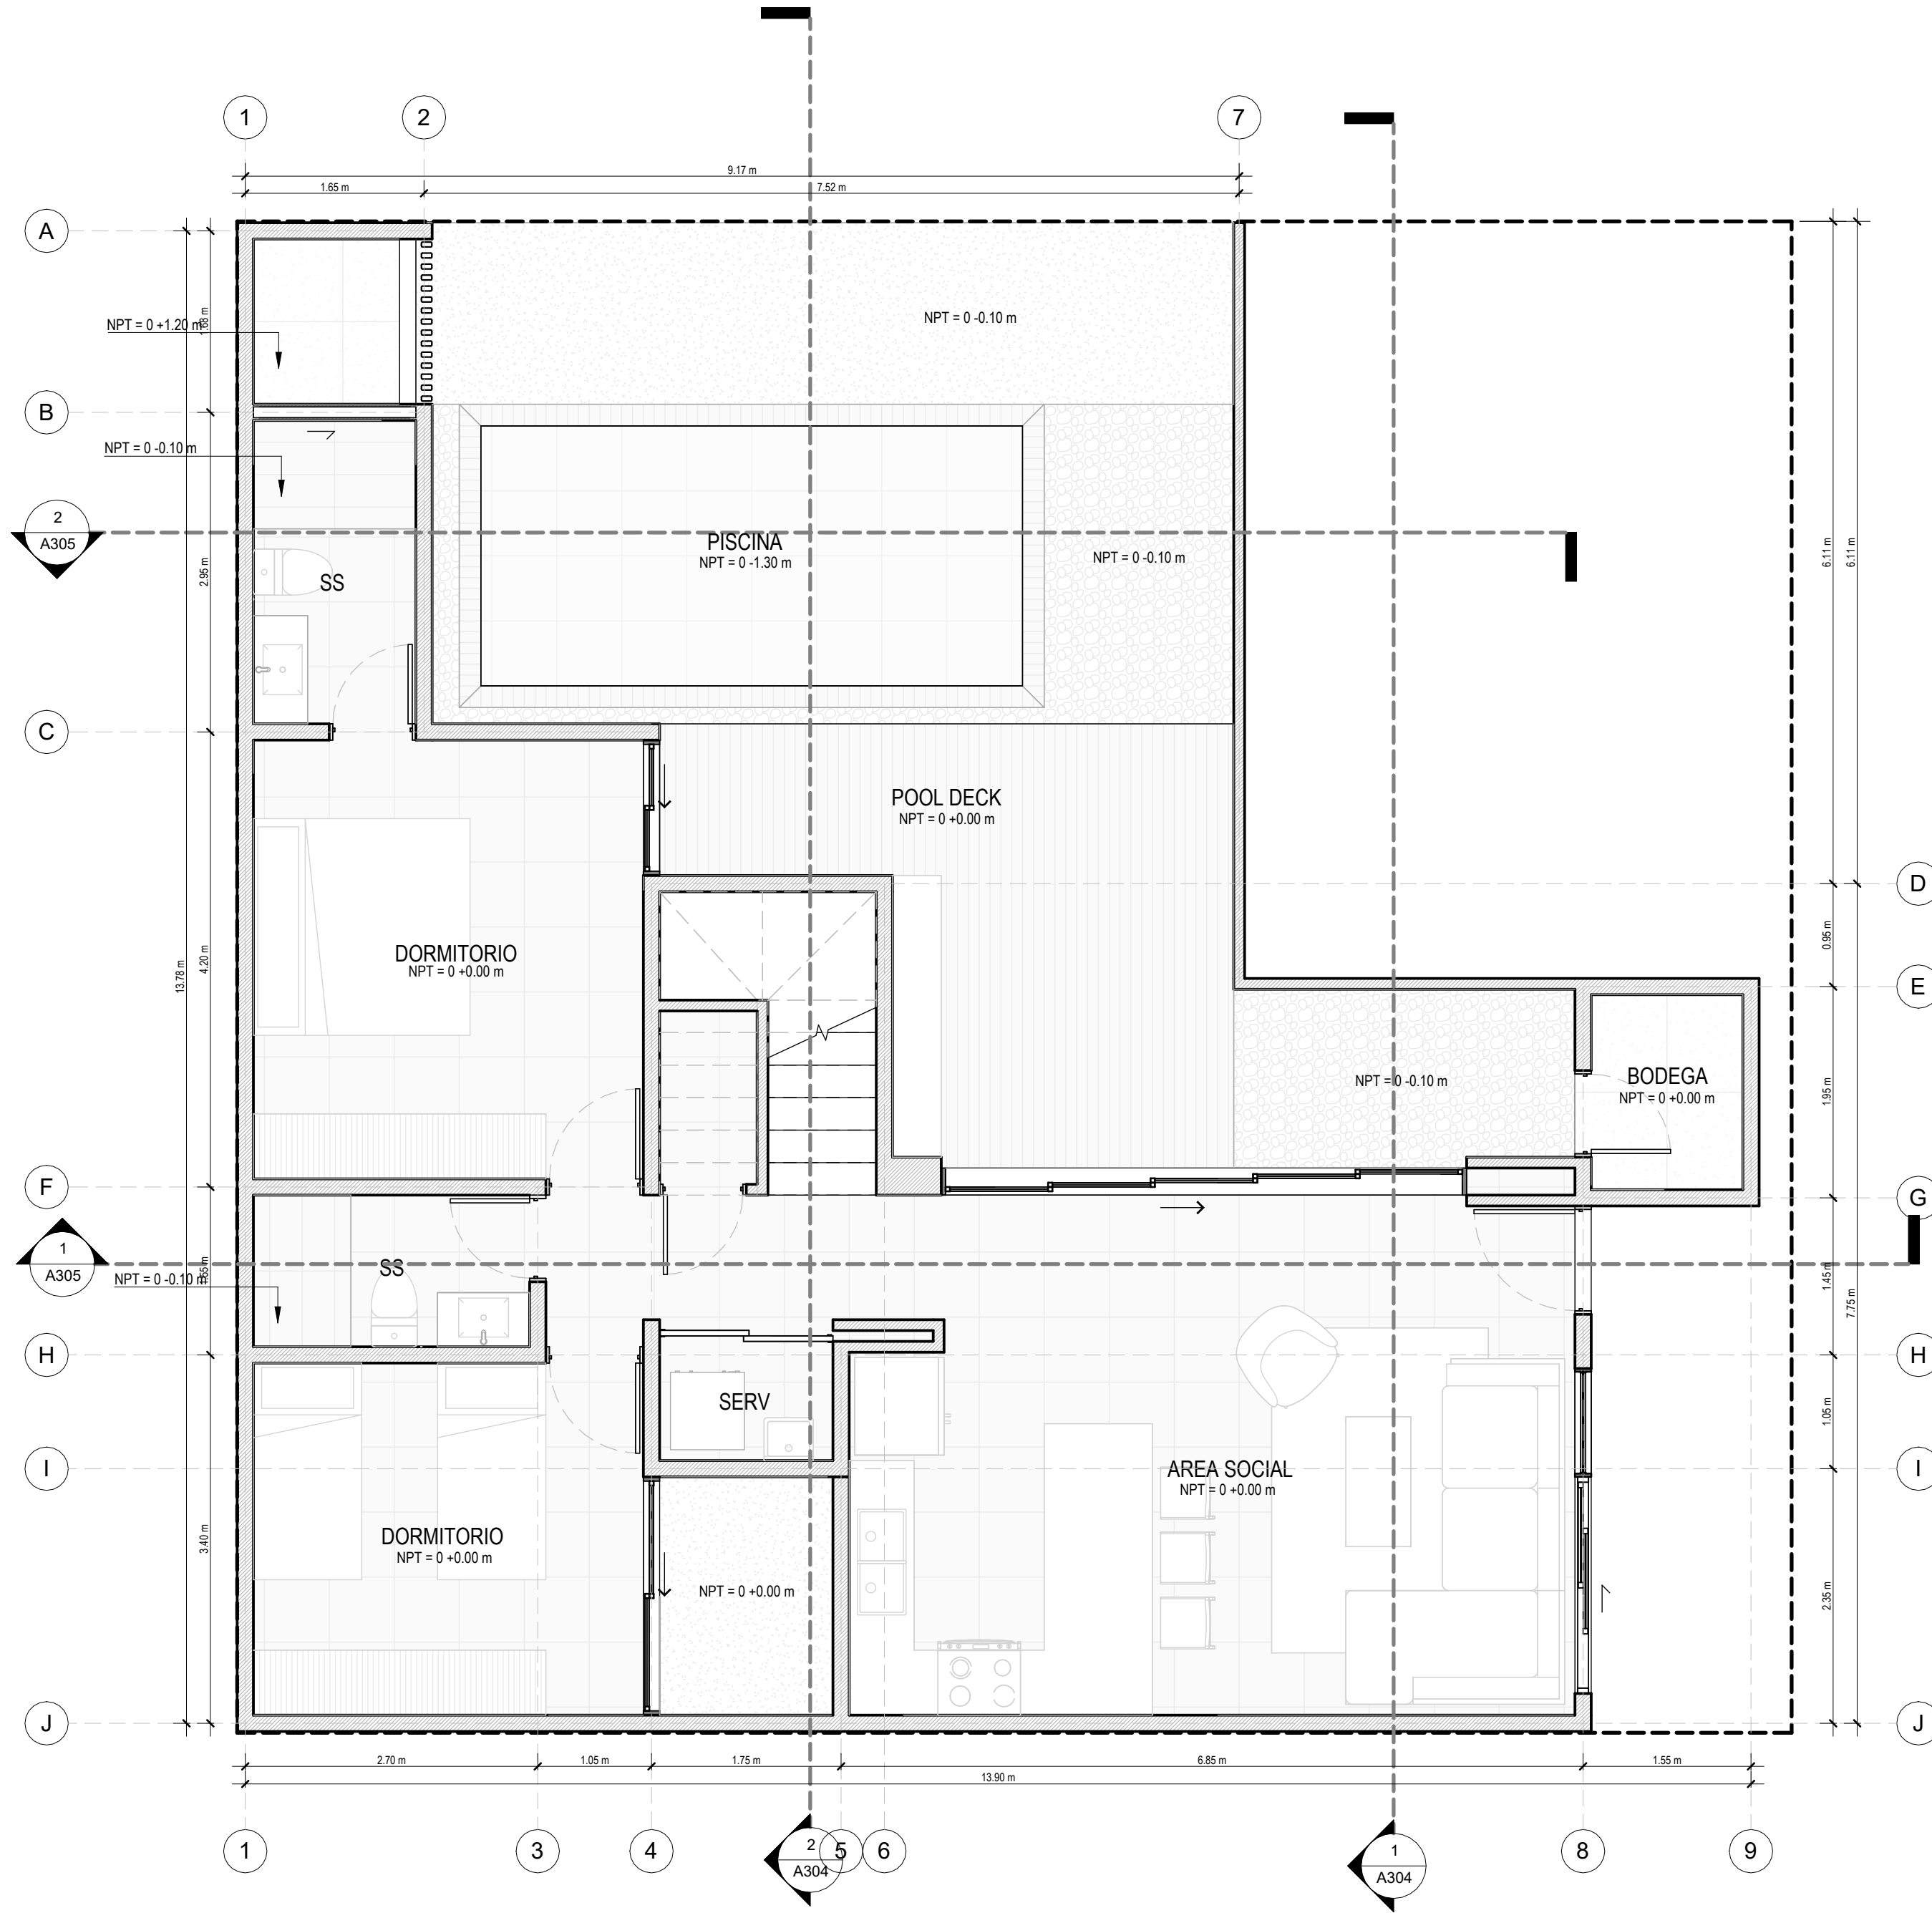 1
2
7
9.17 m
1.65 m
7.52 m
A
NPT = 0 +1.20 m
1.68 m
NPT = 0 -0.10 m
B
NPT = 0 -0.10 m
2
A305
PISCINA
NPT = 0 -1.30 m
NPT = 0 -0.10 m
6.11 m
6.11 m
2.95 m
SS
C
POOL DECK
NPT = 0 +0.00 m
D
DORMITORIO
NPT = 0 +0.00 m
13.78 m
4.20 m
0.95 m
E
NPT = 0 -0.10 m
BODEGA
NPT = 0 +0.00 m
1.95 m
F
G
1
A305
SS
NPT = 0 -0.10 m
1.45 m
7.75 m
H
H
SERV
1.05 m
I
AREA SOCIAL
NPT = 0 +0.00 m
I
DORMITORIO
NPT = 0 +0.00 m
3.40 m
NPT = 0 +0.00 m
2.35 m
J
J
2.70 m
1.05 m
1.75 m
6.85 m
1.55 m
13.90 m
1
3
4
2
A304
5
6
1
A304
8
9